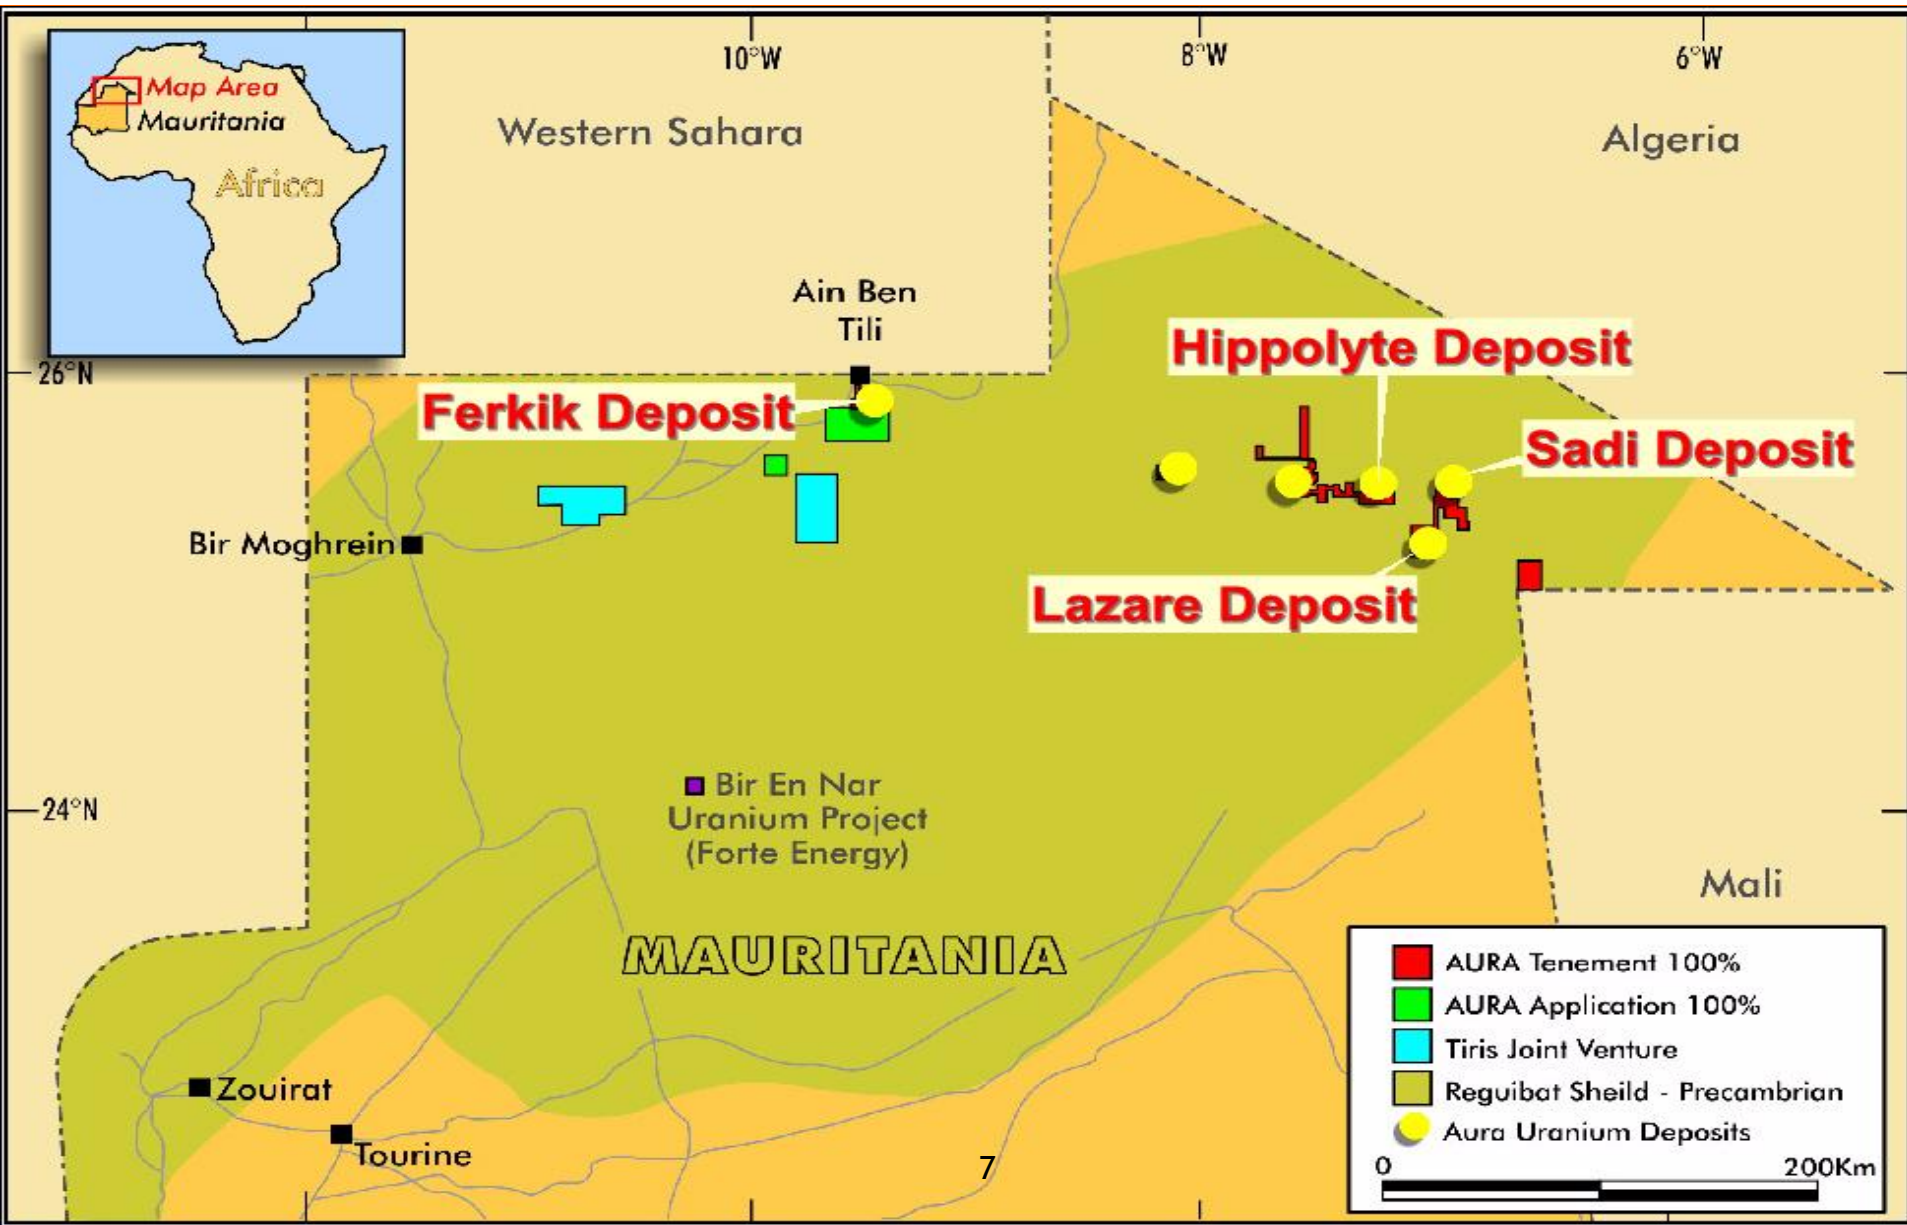 10°W
8°W
6°W
Map Area
Mauritania
Africa
Western Sahara
Algeria
Ain Ben
Tili
Hippolyte Deposit
26°N
Ferkik Deposit
Sadi Deposit
Bir Moghrein
Lazare Deposit
Bir En Nar
Uranium Project
(Forte Energy)
24°N
Mali
MAURITANIA
AURA Tenement 100%
AURA Application 100%
Tiris Joint Venture
Reguibat Sheild - Precambrian
Aura Uranium Deposits
0
200Km
Zouirat
Tourine
7